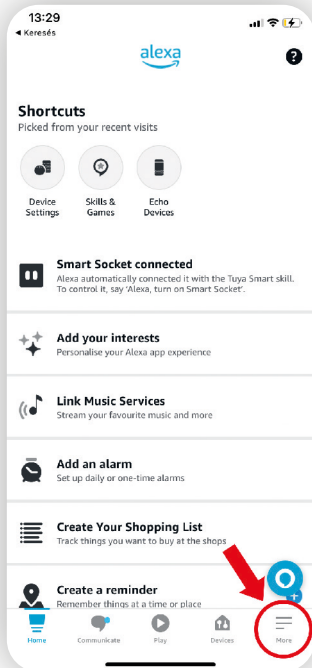 13:29
◀ Keresés
alexa
?
Shortcuts
Picked from your recent visits
Device
Settings
Skills &
Games
Echo
Devices
Smart Socket connected
Alexa automatically connected it with the Tuya Smart skill.
To control it, say ‘Alexa, turn on Smart Socket’.
Add your interests
Personalise your Alexa app experience
Link Music Services
Stream your favourite music and more
Add an alarm
Set up daily or one-time alarms
Create Your Shopping List
Track things you want to buy at the shops
Create a reminder
Remember things at a time or place
Home
Communicate
Play
Devices
More